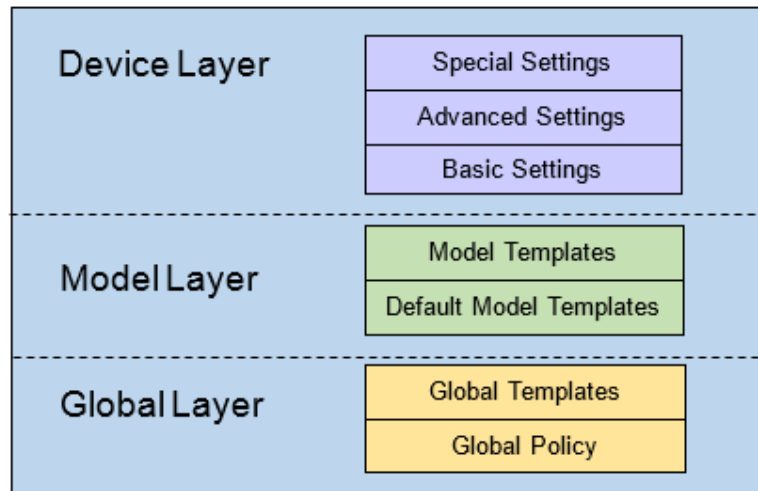 Device Layer
Special Settings
Advanced Settings
Basic Settings
Model Layer
Model Templates
Default Model Templates
Global Layer
Global Templates
Global Policy